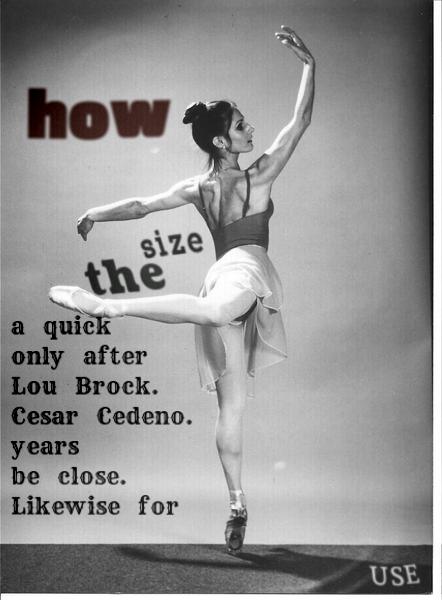 how
size
the
a quick
only after
Lou Brock.
Cesar Cedeno.
years
be close.
Likewise for
USE